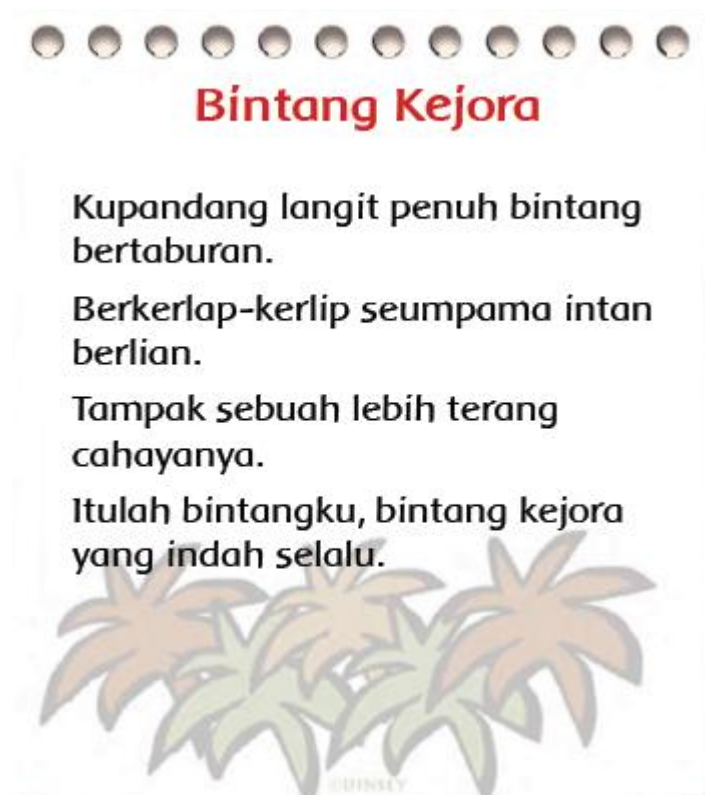 Bintang Kejora
Kupandang langit penuh bintang
bertaburan.
Berkerlap-kerlip seumpama intan
berlian.
Tampak sebuah lebih terang
cahayanya.
Itulah bintangku, bintang kejora
yang indah selalu.